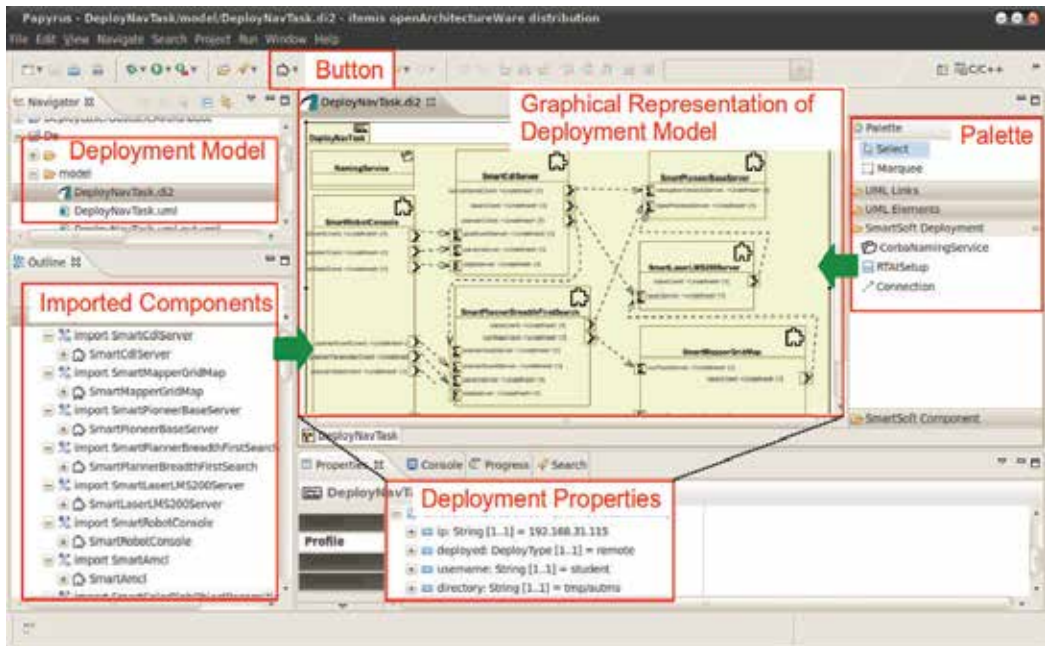 Papyrus - DeployNavTask/model/DeployNavTask.di2 - itemis openArchitectureWare distribution
File Edit View Navigate Search Project Run Window Help
Button
C/C++
Navigator
DeployNavTask.di2
Deployment Model
model
DeployNavTask.di2
DeployNavTask.uml
Graphical Representation of
Deployment Model
DeployNavTask
NamingService
SmartCdlServer
SmartPioneerBaseServer
SmartRobotConsole
SmartLaserLMS200Server
SmartPlannerBreadthFirstSearch
SmartMapperGridMap
DeployNavTask
Palette
Palette
Select
Marquee
UML Links
UML Elements
SmartSoft Deployment
CorbaNamingService
RTAISetup
Connection
SmartSoft Component
Outline
Imported Components
import SmartCdlServer
SmartCdlServer
import SmartMapperGridMap
SmartMapperGridMap
import SmartPioneerBaseServer
SmartPioneerBaseServer
import SmartPlannerBreadthFirstSearch
SmartPlannerBreadthFirstSearch
import SmartLaserLMS200Server
SmartLaserLMS200Server
import SmartRobotConsole
SmartRobotConsole
import SmartAmcl
SmartAmcl
Properties Console Progress Search
DeployNavT
Deployment Properties
Profile
ip: String [1..1] = 192.168.31.115
deployed: DeployType [1..1] = remote
username: String [1..1] = student
directory: String [1..1] = tmp/autms